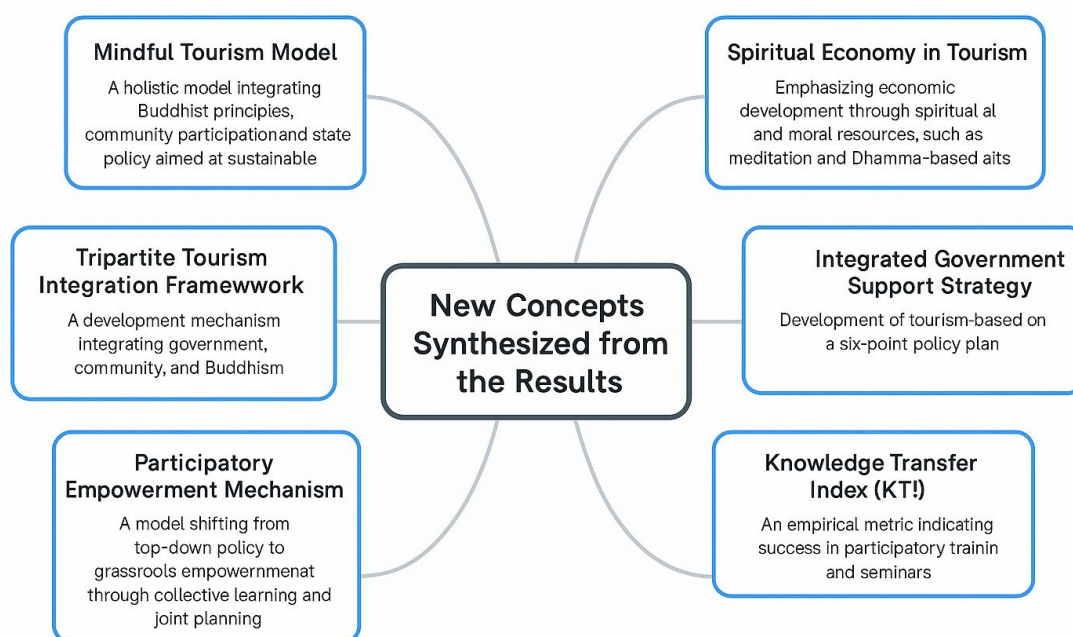 Mindful Tourism Model
A holistic model integrating
Buddhist principies,
community participationand state
policy aimed at sustainable
Spiritual Economy in Tourism
Emphasizing economic
development through spiritual al
and moral resources, such as
meditation and Dhamma-based aits
Tripartite Tourism
Integration Framewwork
A development mechanism
integrating government,
community, and Buddhism
New Concepts
Synthesized from
the Results
Integrated Government
Support Strategy
Development of tourism-based on
a six-point policy plan
Participatory
Empowerment Mechanism
A model shifting from
top-down policy to
grassrools empowernmenat
through collective learning and
joint planning
Knowledge Transfer
Index (KT!)
An empirical metric indicating
success in participatory trainin
and seminars